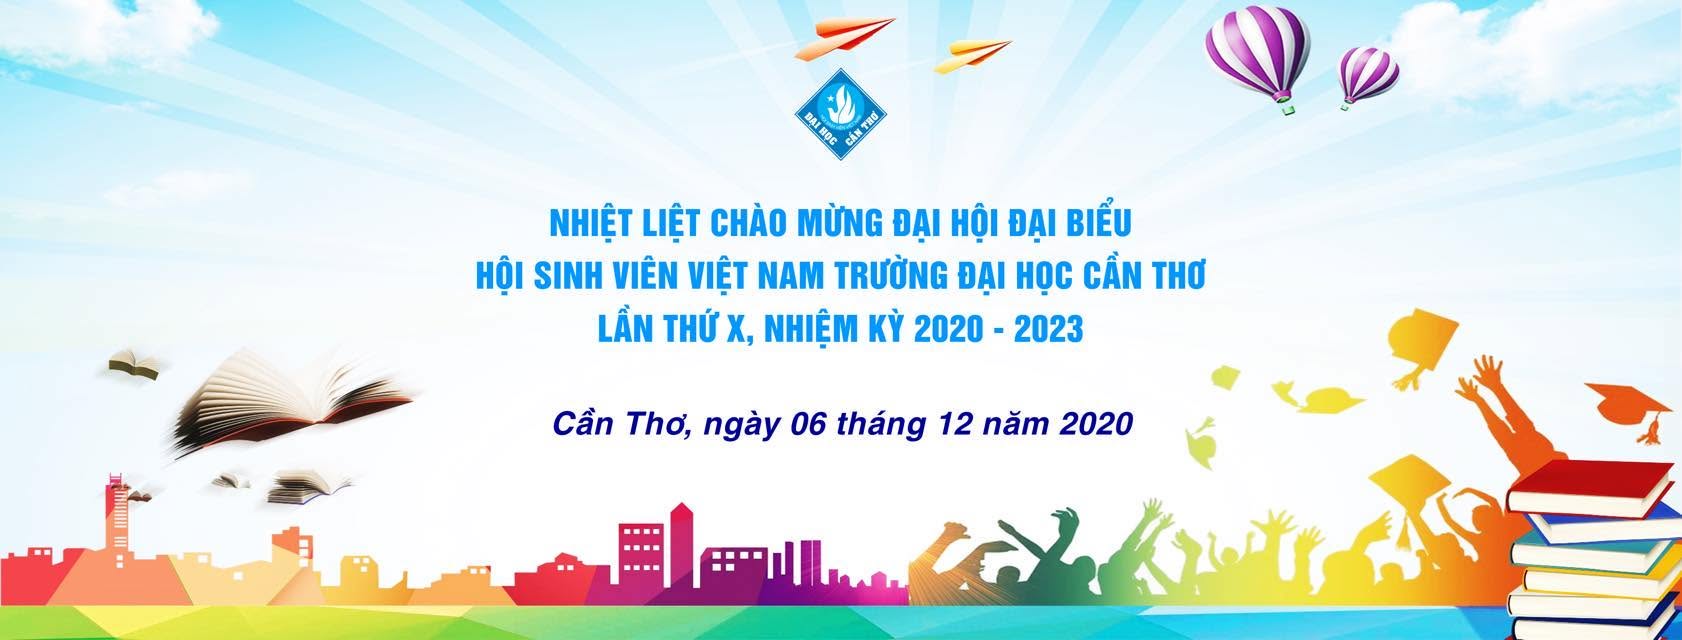 ĐẠI HỌC CẦN THƠ
NHIỆT LIỆT CHÀO MỪNG ĐẠI HỘI ĐẠI BIỂU
HỘI SINH VIÊN VIỆT NAM TRƯỜNG ĐẠI HỌC CẦN THƠ
LẦN THỨ X, NHIỆM KỲ 2020 - 2023
Cần Thơ, ngày 06 tháng 12 năm 2020